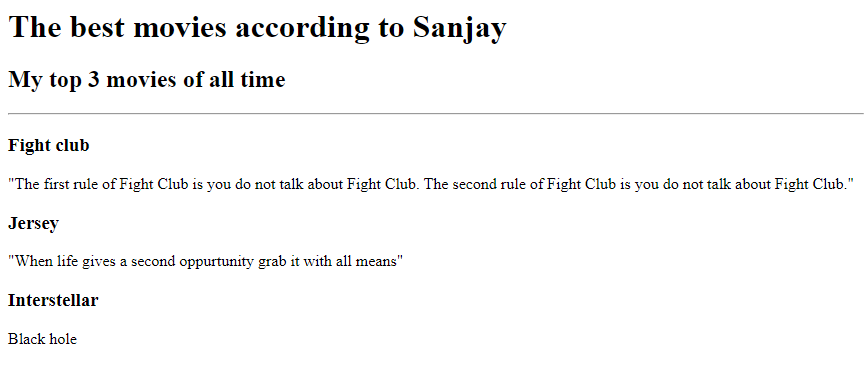 The best movies according to Sanjay
My top 3 movies of all time
Fight club
"The first rule of Fight Club is you do not talk about Fight Club. The second rule of Fight Club is you do not talk about Fight Club."
Jersey
"When life gives a second oppurtunity grab it with all means"
Interstellar
Black hole